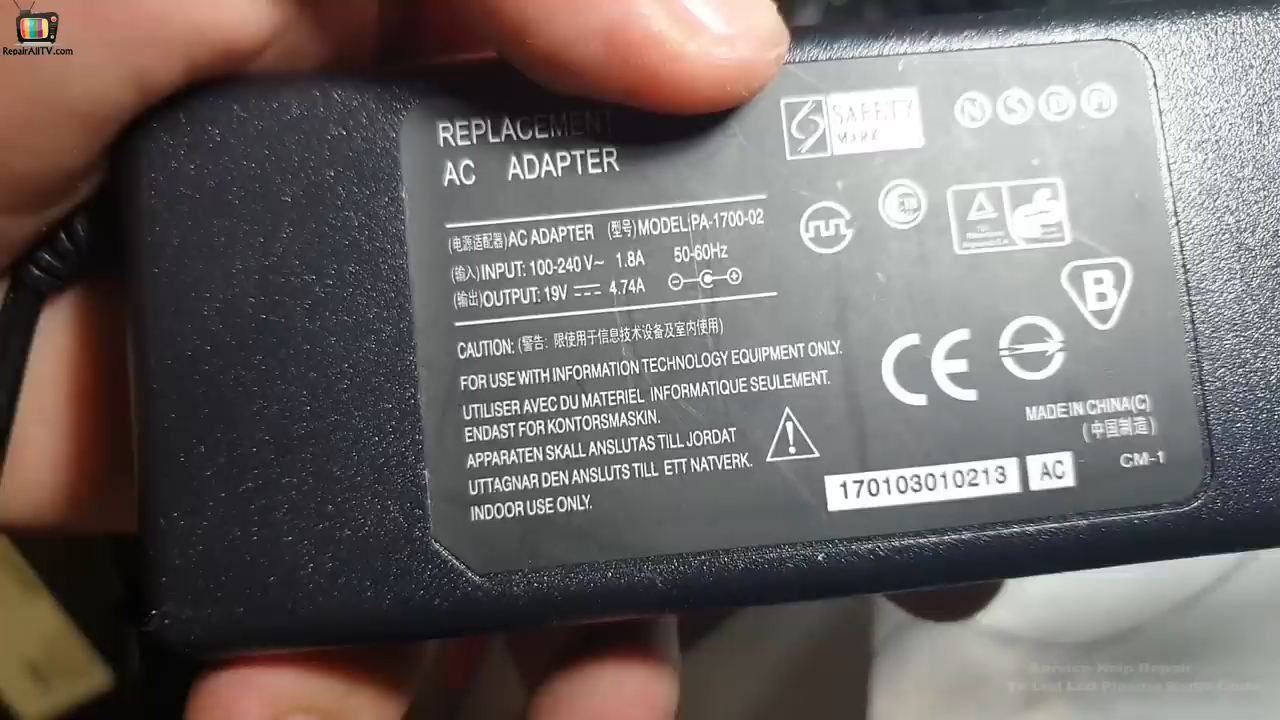 RepairAllTV.com
REPLACEMENT
AC ADAPTER
SAFETY
MARK
N S D F
(电源适配器)AC ADAPTER (型号)MODEL:PA-1700-02
(输入)INPUT: 100-240 V~ 1.8A 50-60Hz
(输出)OUTPUT: 19V 4.74A
CAUTION: (警告: 限使用于信息技术设备及室内使用)
FOR USE WITH INFORMATION TECHNOLOGY EQUIPMENT ONLY.
UTILISER AVEC DU MATERIEL INFORMATIQUE SEULEMENT.
ENDAST FOR KONTORSMASKIN.
APPARATEN SKALL ANSLUTAS TILL JORDAT
UTTAGNAR DEN ANSLUTS TILL ETT NATVERK.
INDOOR USE ONLY.
B
CE
MADE IN CHINA(C)
(中国制造)
170103010213 AC CM-1
Service Help Repair